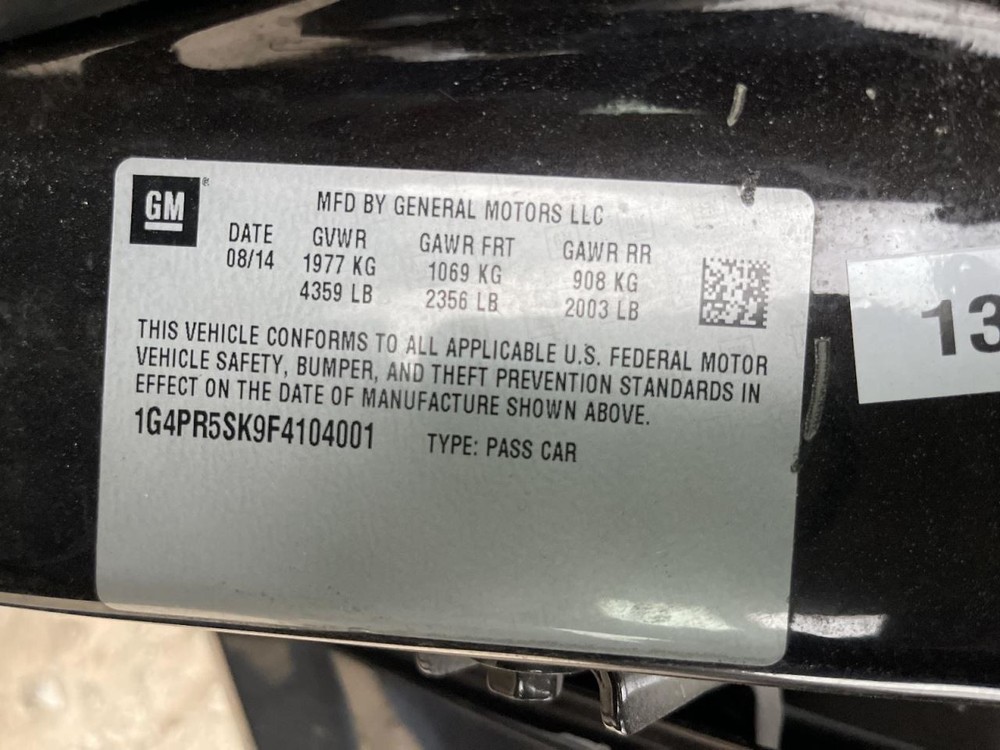 GM®
MFD BY GENERAL MOTORS LLC
DATE GVWR GAWR FRT GAWR RR
08/14 1977 KG 1069 KG 908 KG
4359 LB 2356 LB 2003 LB
THIS VEHICLE CONFORMS TO ALL APPLICABLE U.S. FEDERAL MOTOR
VEHICLE SAFETY, BUMPER, AND THEFT PREVENTION STANDARDS IN
EFFECT ON THE DATE OF MANUFACTURE SHOWN ABOVE.
1G4PR5SK9F4104001 TYPE: PASS CAR
13